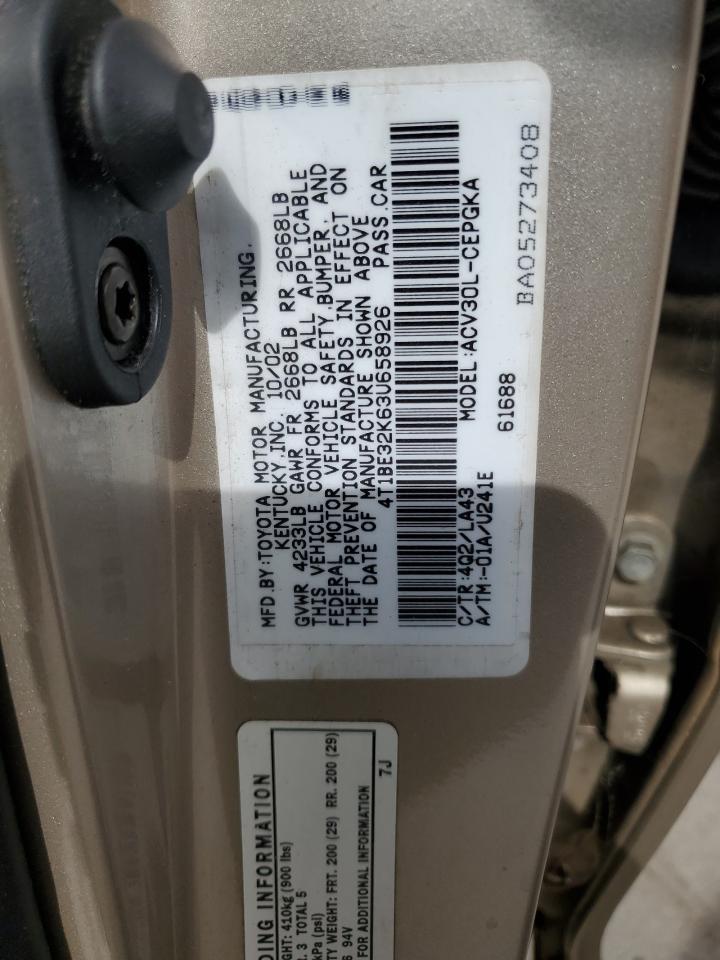 MFD.BY:TOYOTA MOTOR MANUFACTURING.
KENTUCKY,INC. 10/02
GVWR 4233LB GAWR FR 2668LB RR 2668LB
THIS VEHICLE CONFORMS TO ALL APPLICABLE
FEDERAL MOTOR VEHICLE SAFETY,BUMPER, AND
THEFT PREVENTION STANDARDS IN EFFECT ON
THE DATE OF MANUFACTURE SHOWN ABOVE
4T1BE32K63U658926 PASS.CAR
MODEL:ACV30L-CEPGKA
C/TR:4Q2/LA43
A/TM:-01A/U241E 61688
BA05273408
DING INFORMATION
GHT: 410kg (900 lbs)
R. 3 TOTAL 5
kPa (psi)
TY WEIGHT: FRT. 200 (29) RR. 200 (29)
94V
FOR ADDITIONAL INFORMATION
7J